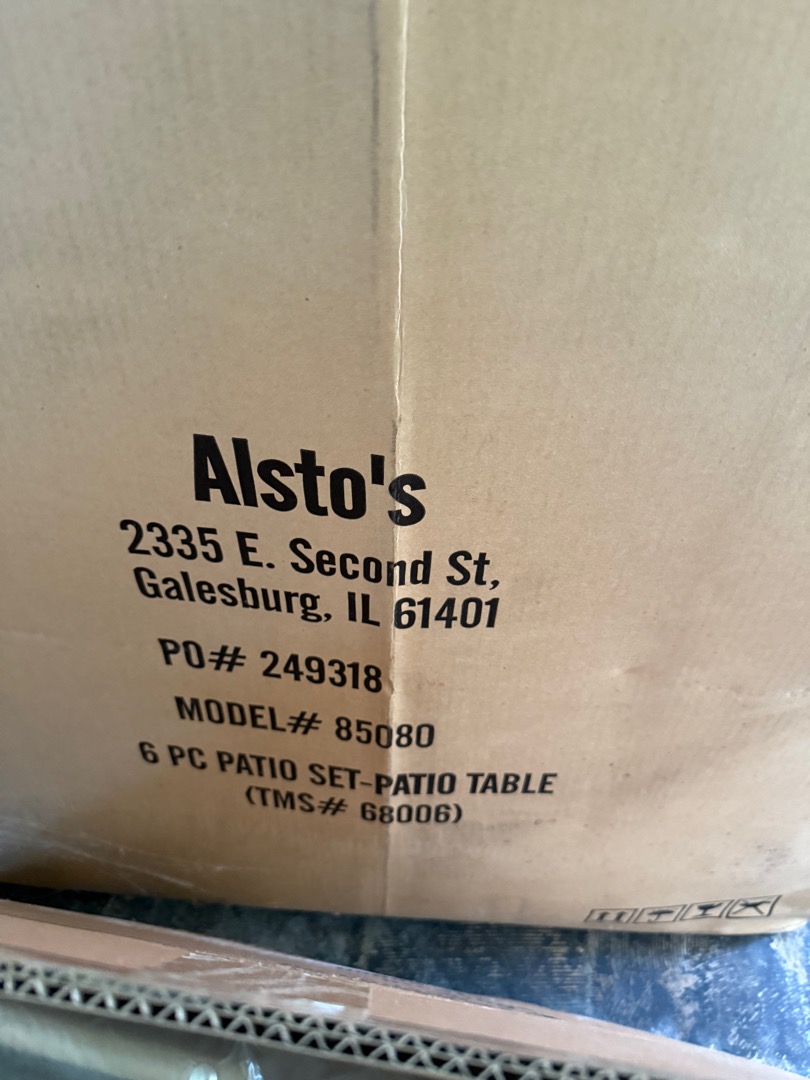 Alsto's
2335 E. Second St,
Galesburg, IL 61401
PO# 249318
MODEL# 85080
6 PC PATIO SET-PATIO TABLE
(TMS# 68006)